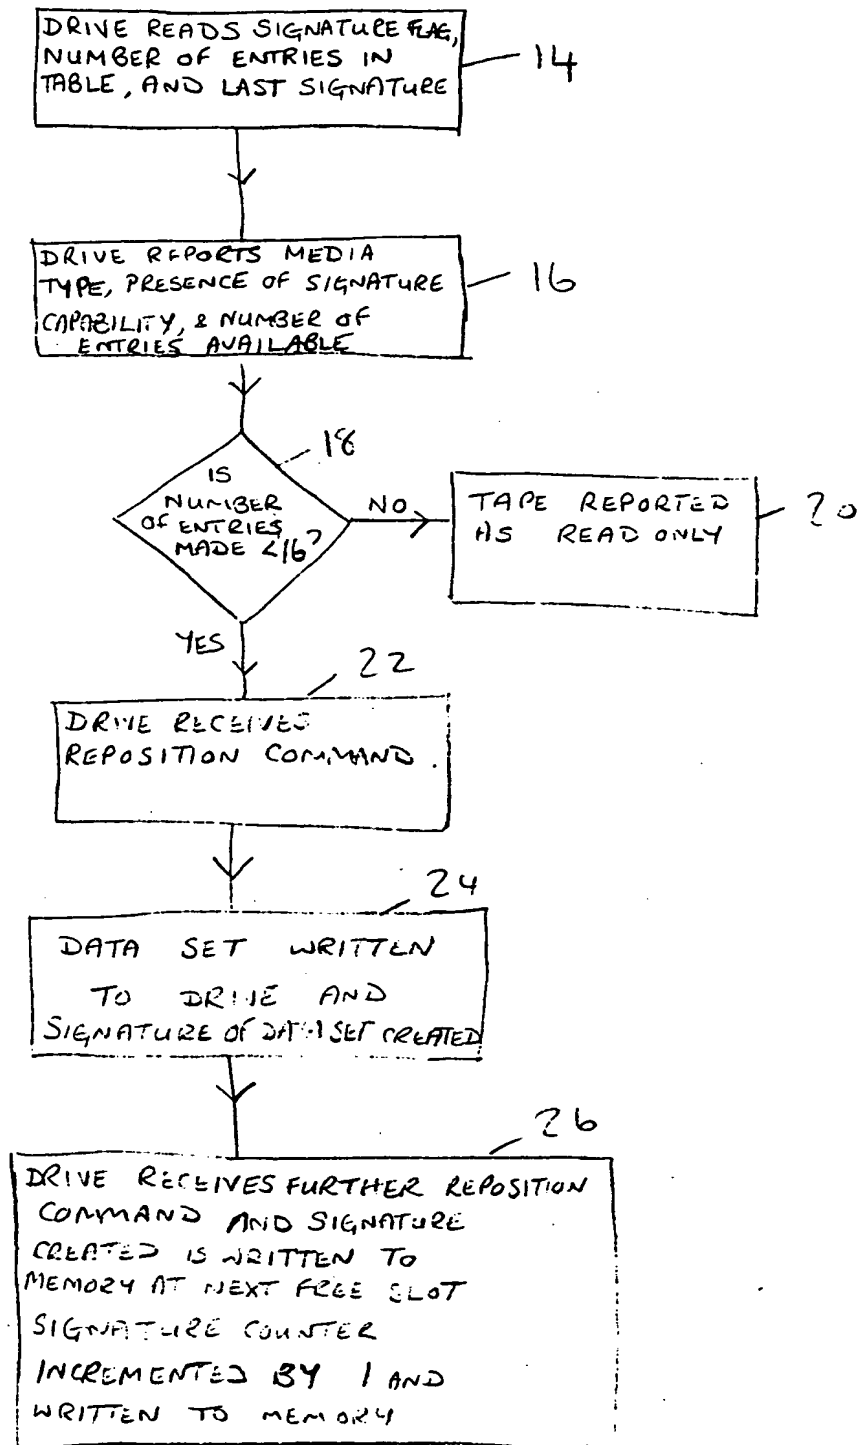 DRIVE READS SIGNATURE FLAG,
NUMBER OF ENTRIES IN
TABLE, AND LAST SIGNATURE
14
DRIVE REPORTS MEDIA
TYPE, PRESENCE OF SIGNATURE
CAPABILITY, & NUMBER OF
ENTRIES AVAILABLE
16
18
IS
NUMBER
OF ENTRIES
MADE <16?
NO
TAPE REPORTED
AS READ ONLY
20
YES
22
DRIVE RECEIVES
REPOSITION COMMAND.
24
DATA SET WRITTEN
TO DRIVE AND
SIGNATURE OF DATA SET CREATED
26
DRIVE RECEIVES FURTHER REPOSITION
COMMAND AND SIGNATURE
CREATED IS WRITTEN TO
MEMORY AT NEXT FREE SLOT
SIGNATURE COUNTER
INCREMENTED BY 1 AND
WRITTEN TO MEMORY